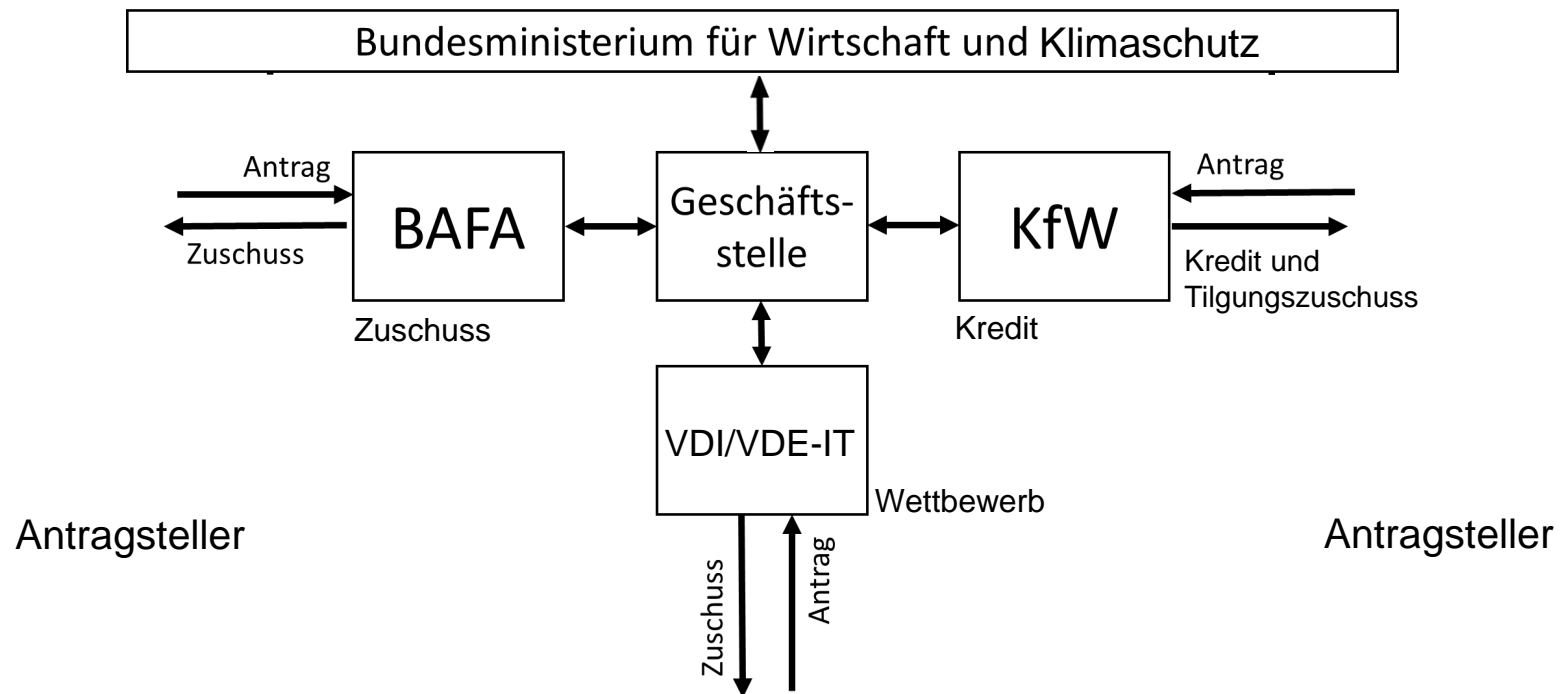 Bundesministerium für Wirtschaft und Klimaschutz
Antrag
Zuschuss
BAFA
Zuschuss
Geschäfts-
stelle
KfW
Kredit
Antrag
Kredit und
Tilgungszuschuss
VDI/VDE-IT
Wettbewerb
Antragsteller
Zuschuss
Antrag
Antragsteller